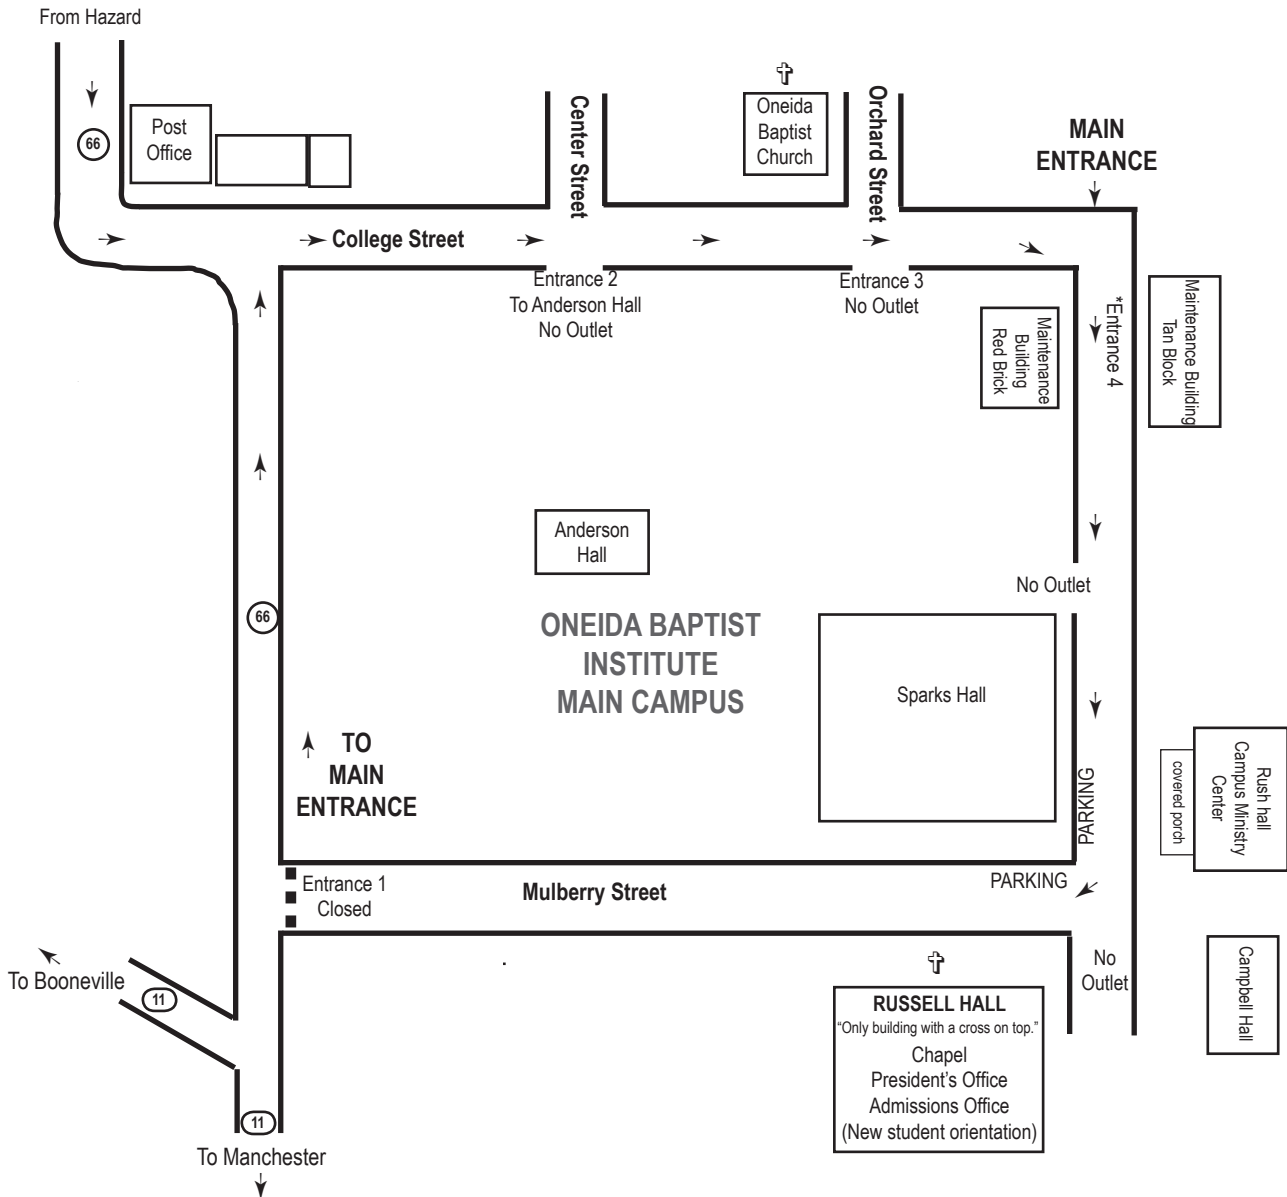 From Hazard
66
Post
Office
Center Street
Oneida
Baptist
Church
Orchard Street
MAIN
ENTRANCE
College Street
Entrance 2
To Anderson Hall
No Outlet
Entrance 3
No Outlet
Maintenance
Building
Red Brick
*Entrance 4
Maintenance Building
Tan Block
Anderson
Hall
No Outlet
66
ONEIDA BAPTIST
INSTITUTE
MAIN CAMPUS
Sparks Hall
TO
MAIN
ENTRANCE
PARKING
Rush hall
Campus Ministry
Center
covered porch
Entrance 1
Closed
Mulberry Street
PARKING
To Booneville
11
No
Outlet
Campbell Hall
RUSSELL HALL
"Only building with a cross on top."
Chapel
President's Office
Admissions Office
(New student orientation)
11
To Manchester